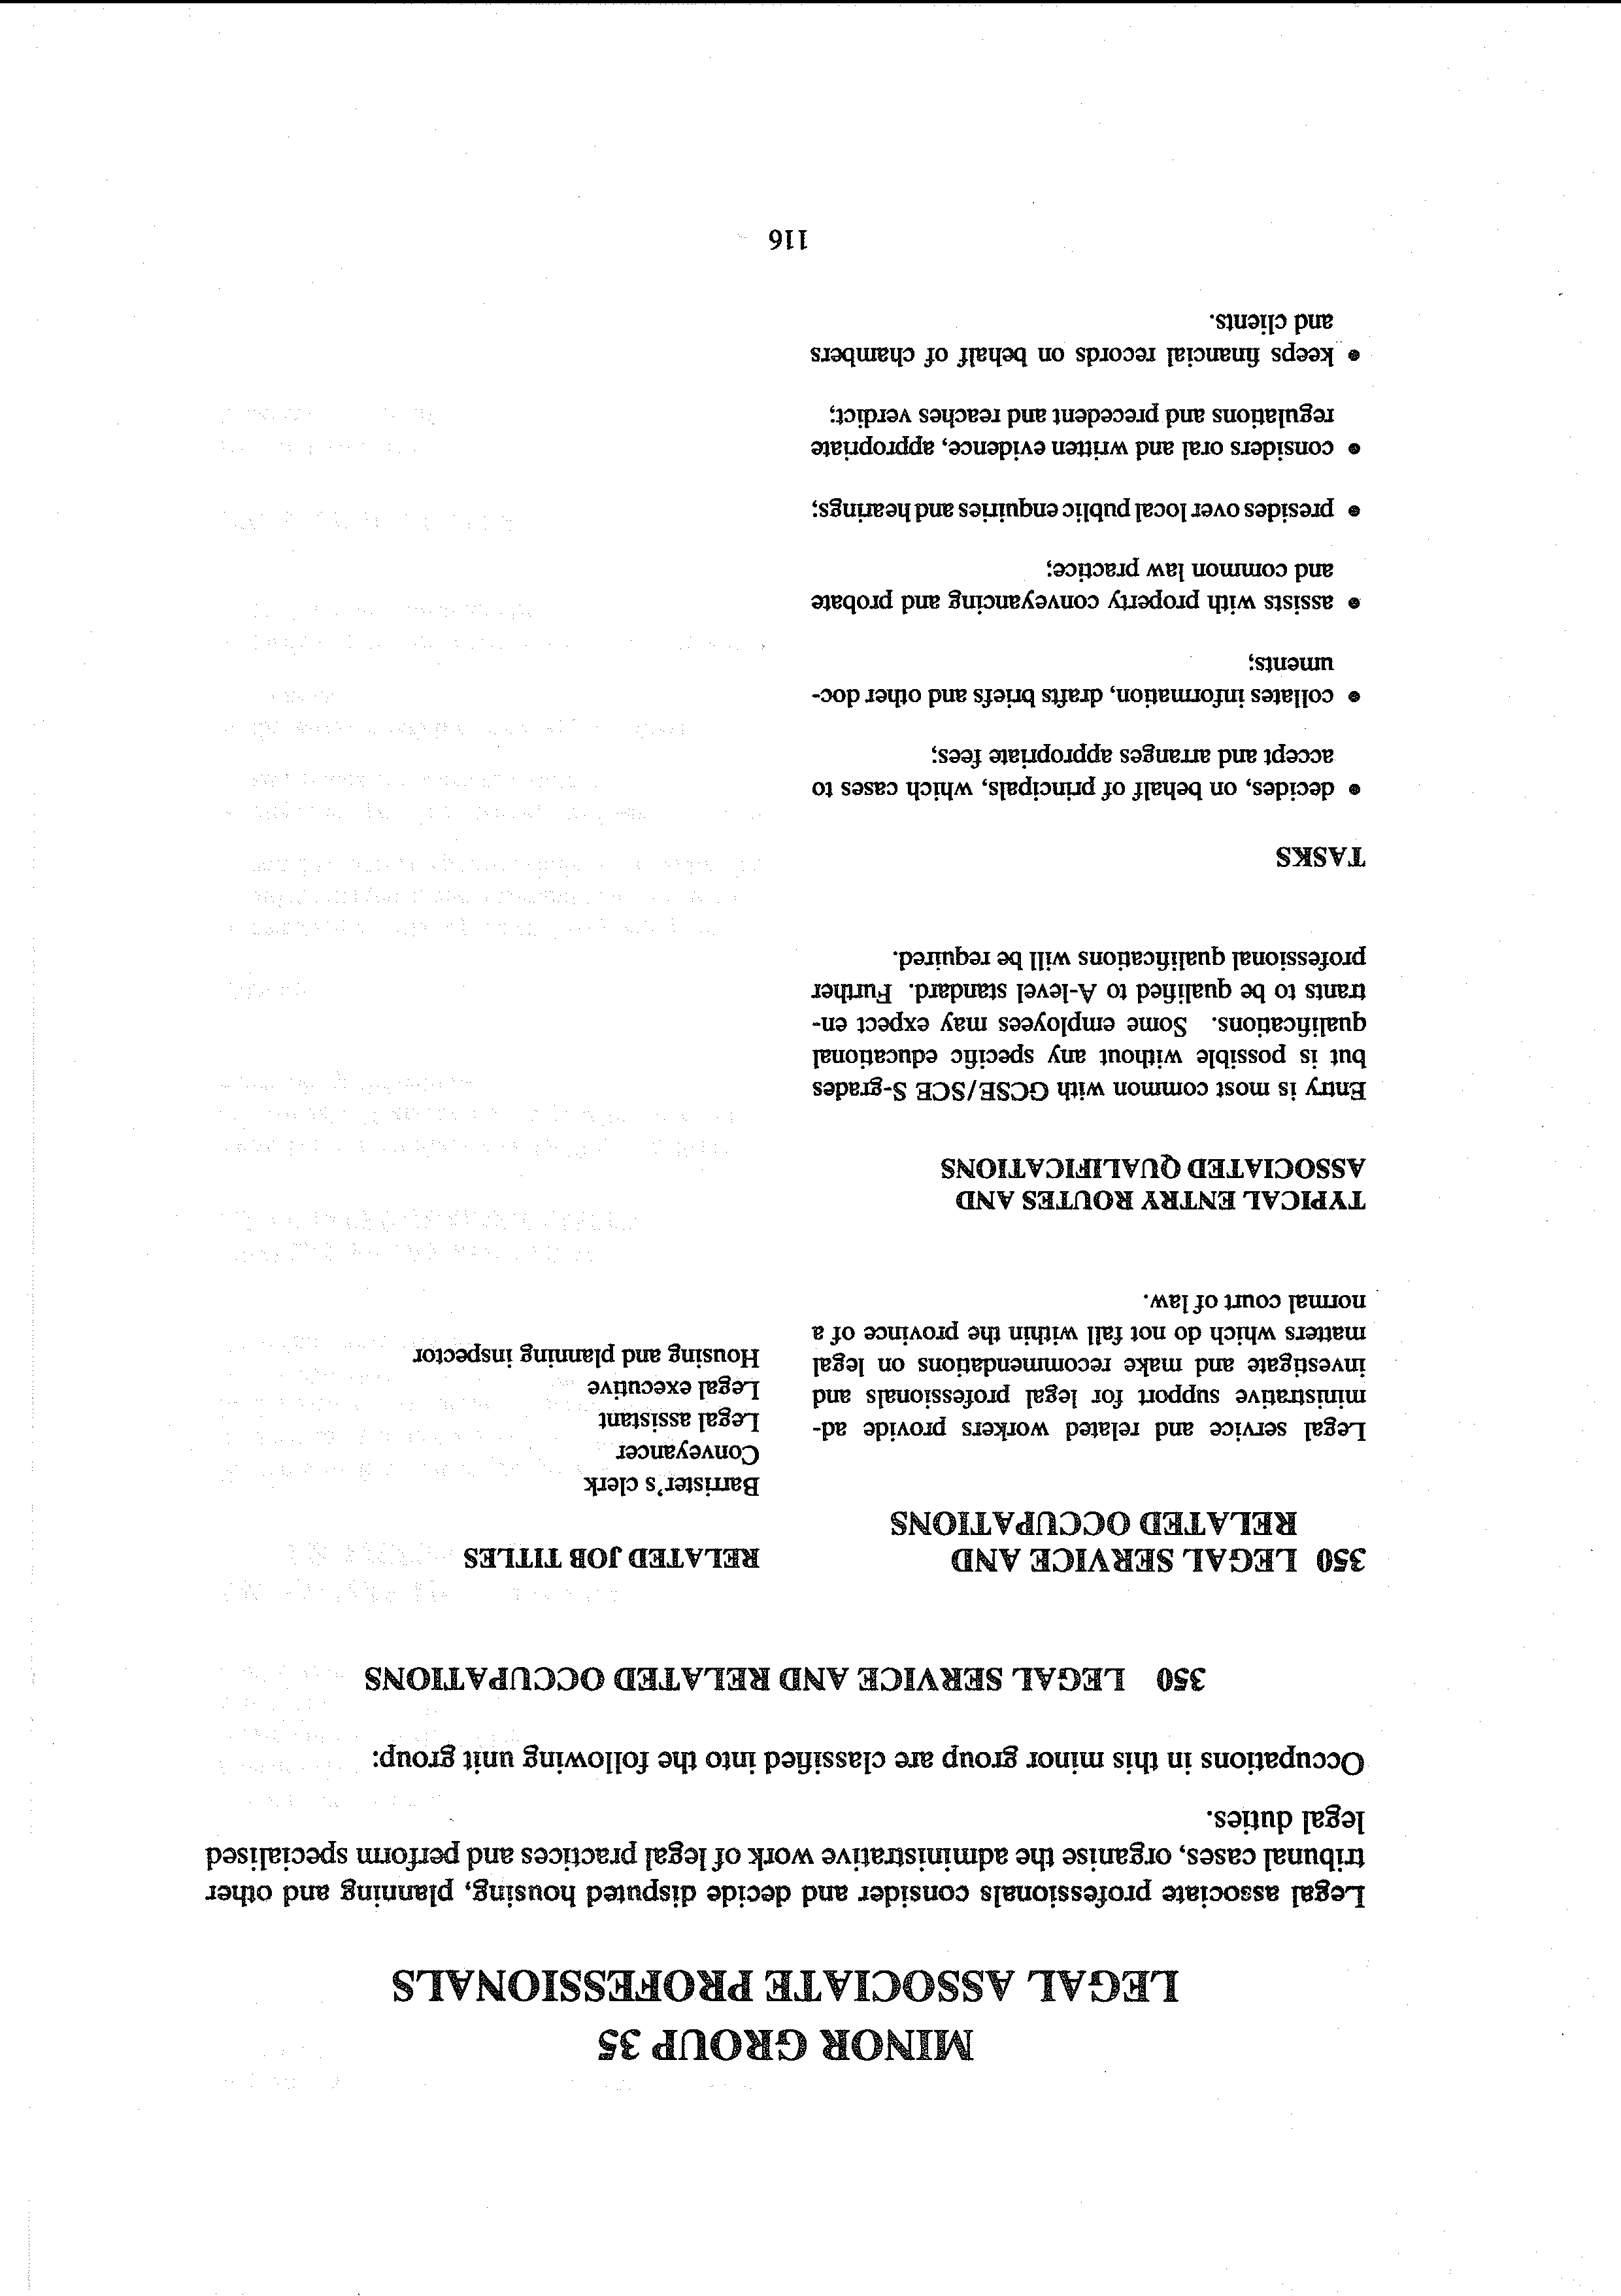 MINOR GROUP 35
LEGAL ASSOCIATE PROFESSIONALS
Legal associate professionals consider and decide disputed housing, planning and other
tribunal cases, organise the administrative work of legal practices and perform specialised
legal duties.
Occupations in this minor group are classified into the following unit group:
350 LEGAL SERVICE AND RELATED OCCUPATIONS
350 LEGAL SERVICE AND
RELATED OCCUPATIONS
Legal service and related workers provide ad-
ministrative support for legal professionals and
investigate and make recommendations on legal
matters which do not fall within the province of a
normal court of law.
TYPICAL ENTRY ROUTES AND
ASSOCIATED QUALIFICATIONS
Entry is most common with GCSE/SCE S-grades
but is possible without any specific educational
qualifications. Some employees may expect en-
trants to be qualified to A-level standard. Further
professional qualifications will be required.
TASKS
• decides, on behalf of principals, which cases to
accept and arranges appropriate fees;
• collates information, drafts briefs and other doc-
uments;
• assists with property conveyancing and probate
and common law practice;
• presides over local public enquiries and hearings;
• considers oral and written evidence, appropriate
regulations and precedent and reaches verdict;
• keeps financial records on behalf of chambers
and clients.
RELATED JOB TITLES
Barrister's clerk
Conveyancer
Legal assistant
Legal executive
Housing and planning inspector
116